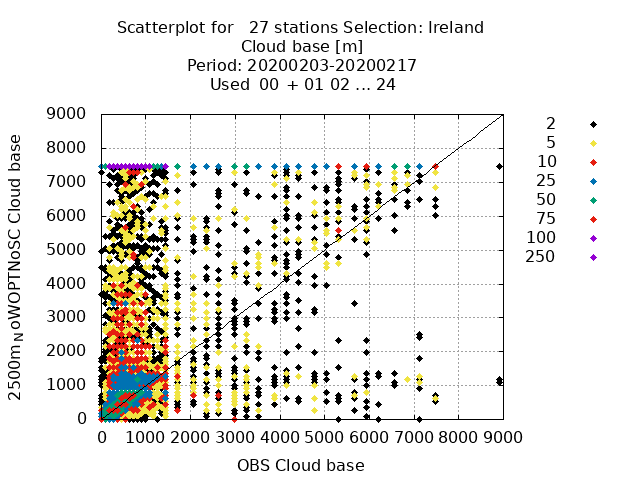 Scatterplot for 27 stations Selection: Ireland
Cloud base [m]
Period: 20200203-20200217
Used 00 + 01 02 ... 24
9000
8000
7000
6000
5000
4000
3000
2000
1000
0
2500m_NoWOPTNoSC Cloud base
0 1000 2000 3000 4000 5000 6000 7000 8000 9000
OBS Cloud base
2
5
10
25
50
75
100
250